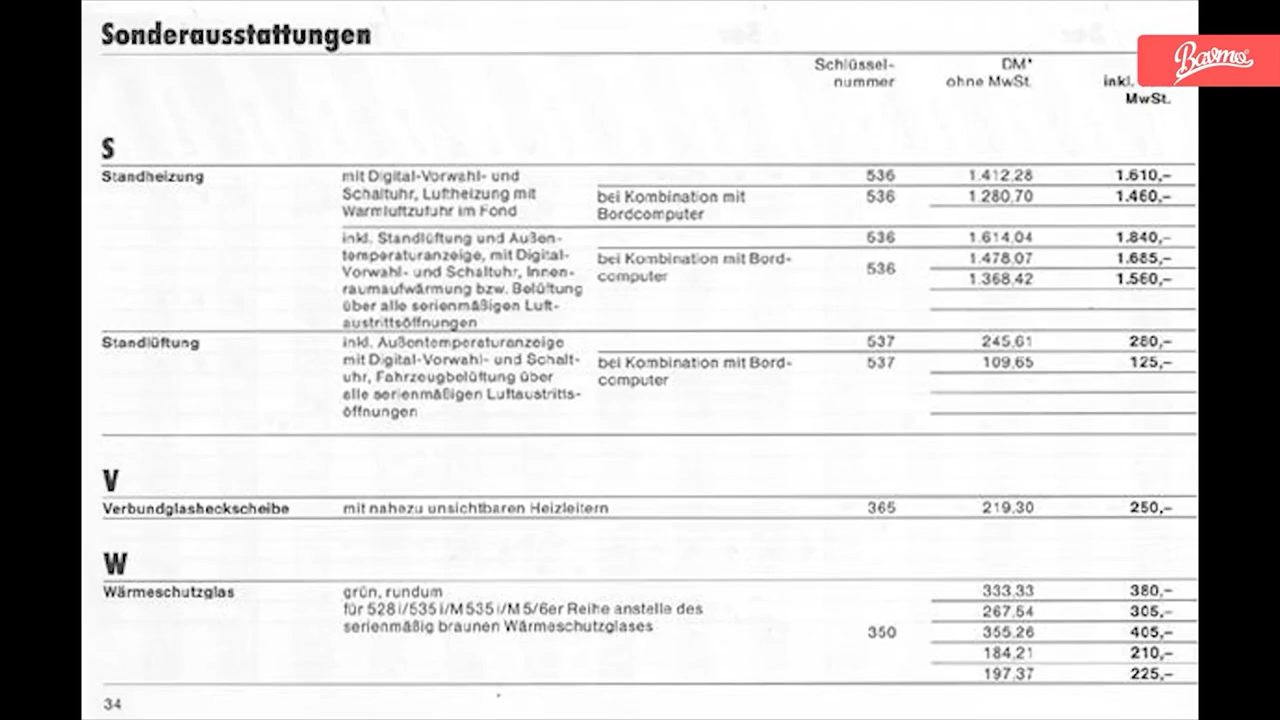 Sonderausstattungen
Bavmo
Schlüssel- DM* inkl.
nummer ohne MwSt. MwSt.
S
Standheizung mit Digital-Vorwahl- und 536 1.412,28 1.610,–
Schaltuhr, Luftheizung mit bei Kombination mit 536 1.280,70 1.460,–
Warmluftzufuhr im Fond Bordcomputer
inkl. Standlüftung und Außen- 536 1.614,04 1.840,–
temperaturanzeige, mit Digital- bei Kombination mit Bord- 1.478,07 1.685,–
Vorwahl- und Schaltuhr, Innen- computer 536 1.368,42 1.560,–
raumaufwärmung bzw. Belüftung
über alle serienmäßigen Luft-
austrittsöffnungen
Standlüftung inkl. Außentemperaturanzeige 537 245,61 280,–
mit Digital-Vorwahl- und Schalt- bei Kombination mit Bord- 537 109,65 125,–
uhr, Fahrzeugbelüftung über computer
alle serienmäßigen Luftaustritts-
öffnungen
V
Verbundglasheckscheibe mit nahezu unsichtbaren Heizleitern 365 219,30 250,–
W
Wärmeschutzglas grün, rundum 333,33 380,–
für 528i/535i/M535i/M5/6er Reihe anstelle des 267,54 305,–
serienmäßig braunen Wärmeschutzglases 350 355,26 405,–
184,21 210,–
197,37 225,–
34